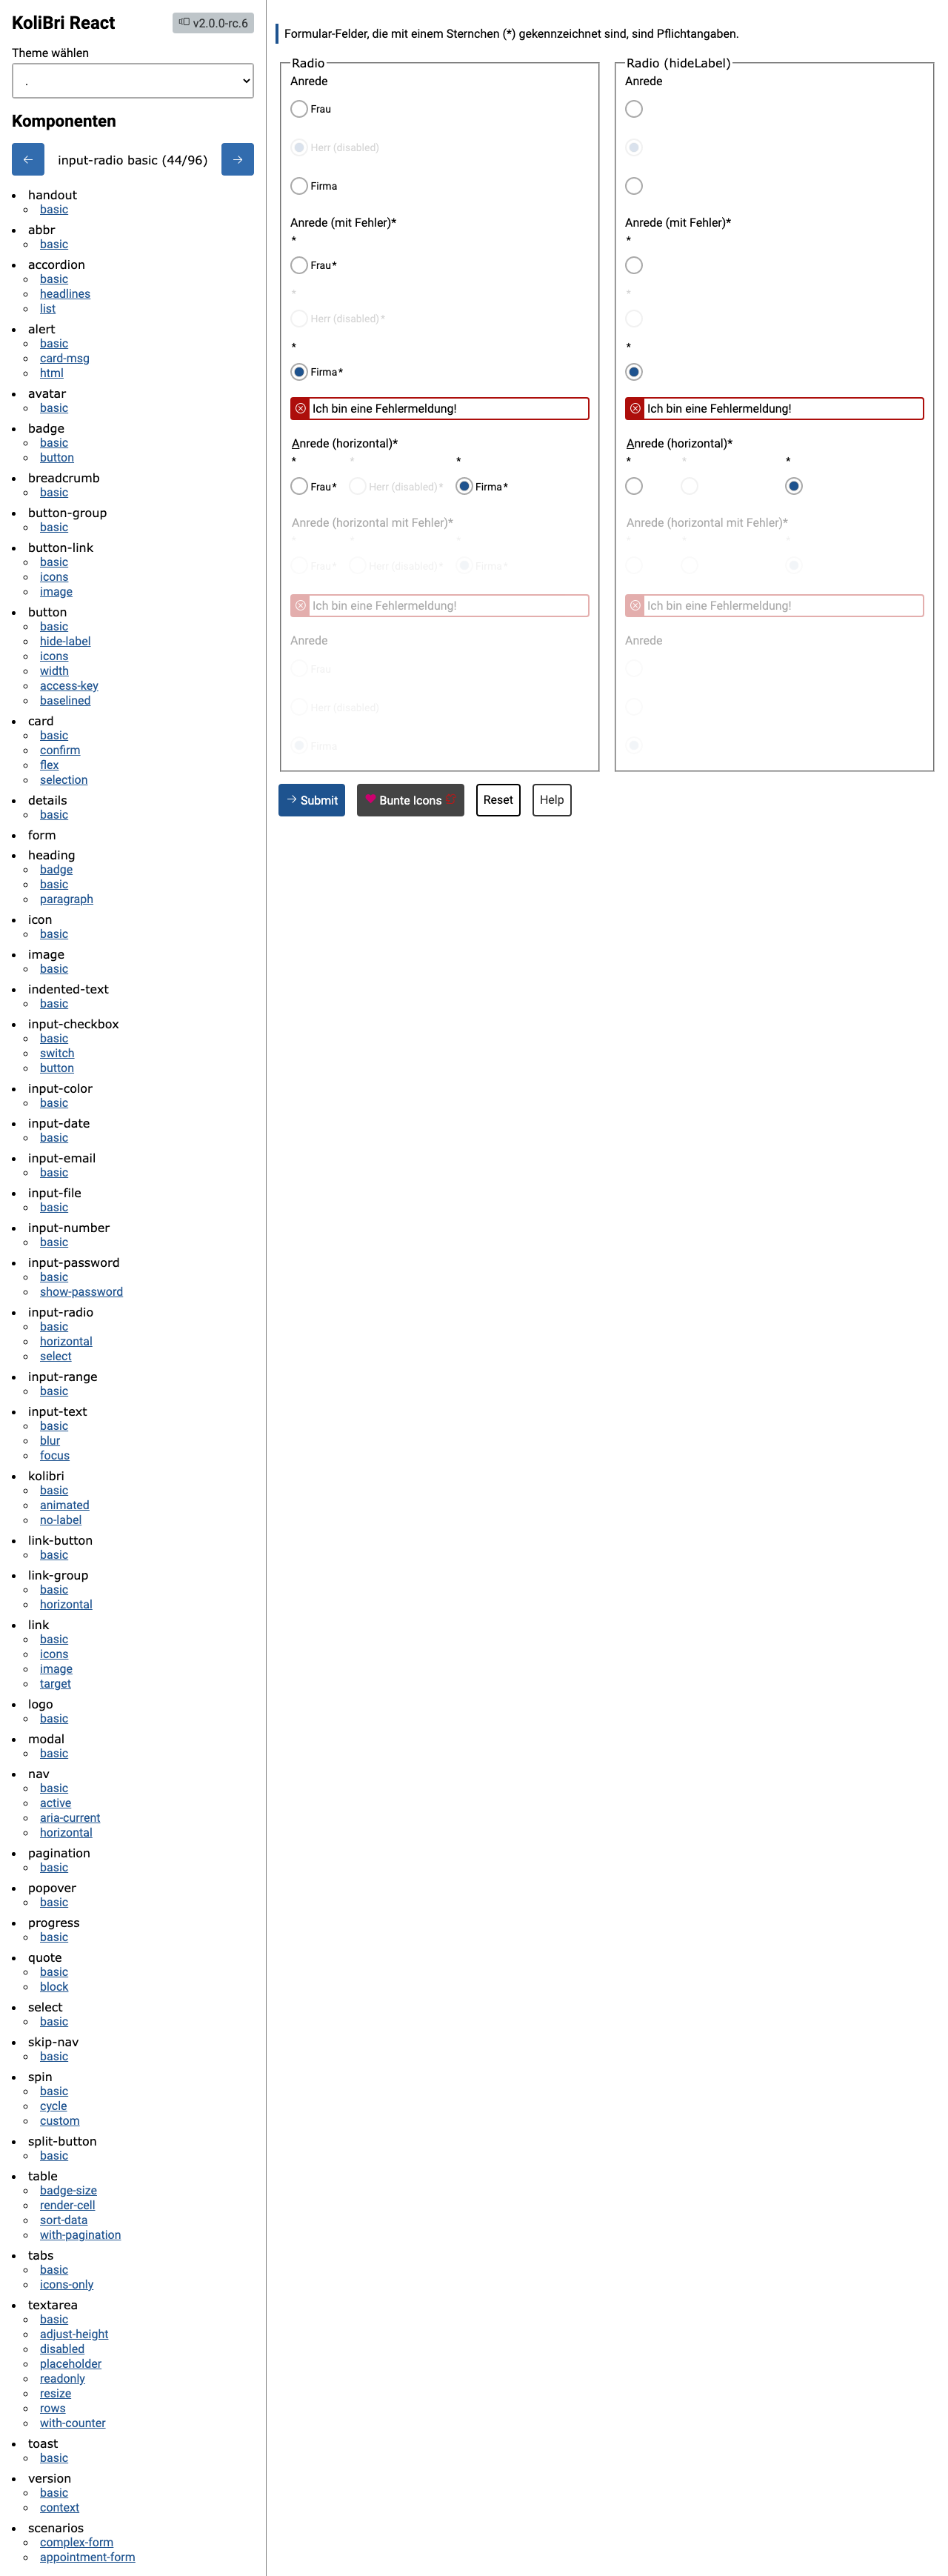 KoliBri React
v2.0.0-rc.6
Theme wählen
.
Komponenten
← input-radio basic (44/96) →
handout
basic
abbr
basic
accordion
basic
headlines
list
alert
basic
card-msg
html
avatar
basic
badge
basic
button
breadcrumb
basic
button-group
basic
button-link
basic
icons
image
button
basic
hide-label
icons
width
access-key
baselined
card
basic
confirm
flex
selection
details
basic
form
heading
badge
basic
paragraph
icon
basic
image
basic
indented-text
basic
input-checkbox
basic
switch
button
input-color
basic
input-date
basic
input-email
basic
input-file
basic
input-number
basic
input-password
basic
show-password
input-radio
basic
horizontal
select
input-range
basic
input-text
basic
blur
focus
kolibri
basic
animated
no-label
link-button
basic
link-group
basic
horizontal
link
basic
icons
image
target
logo
basic
modal
basic
nav
basic
active
aria-current
horizontal
pagination
basic
popover
basic
progress
basic
quote
basic
block
select
basic
skip-nav
basic
spin
basic
cycle
custom
split-button
basic
table
badge-size
render-cell
sort-data
with-pagination
tabs
basic
icons-only
textarea
basic
adjust-height
disabled
placeholder
readonly
resize
rows
with-counter
toast
basic
version
basic
context
scenarios
complex-form
appointment-form
Formular-Felder, die mit einem Sternchen (*) gekennzeichnet sind, sind Pflichtangaben.
Radio
Anrede
Frau
Herr (disabled)
Firma
Anrede (mit Fehler)*
*
Frau*
*
Herr (disabled)*
*
Firma*
Ich bin eine Fehlermeldung!
Anrede (horizontal)*
* * *
Frau* Herr (disabled)* Firma*
Anrede (horizontal mit Fehler)*
* * *
Frau* Herr (disabled)* Firma*
Ich bin eine Fehlermeldung!
Anrede
Frau
Herr (disabled)
Firma
Radio (hideLabel)
Anrede
Anrede (mit Fehler)*
*
*
*
Ich bin eine Fehlermeldung!
Anrede (horizontal)*
* * *
Anrede (horizontal mit Fehler)*
* * *
Ich bin eine Fehlermeldung!
Anrede
→ Submit
Bunte Icons
Reset
Help